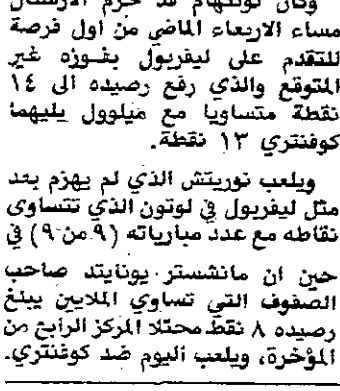 وكان توتنهام قد حرم الارسنال
مساء الاربعاء الماضي من اول فرصة
للتقدم على ليفربول بفوزه غير
المتوقع والذي رفع رصيده الى ١٤
نقطة متساويا مع ميلوول يليهما
كوفنتري ١٣ نقطة.
ويلعب نوريتش الذي لم يهزم بعد
مثل ليفربول في لوتون الذي تتساوى
نقاطه مع عدد مبارياته (٩ من ٩) في
حين ان مانشستر يونايتد صاحب
الصفوف التي تساوي الملايين يبلغ
رصيده ٨ نقط محتلا المركز الرابع من
المؤخرة، ويلعب اليوم ضد كوفنتري.